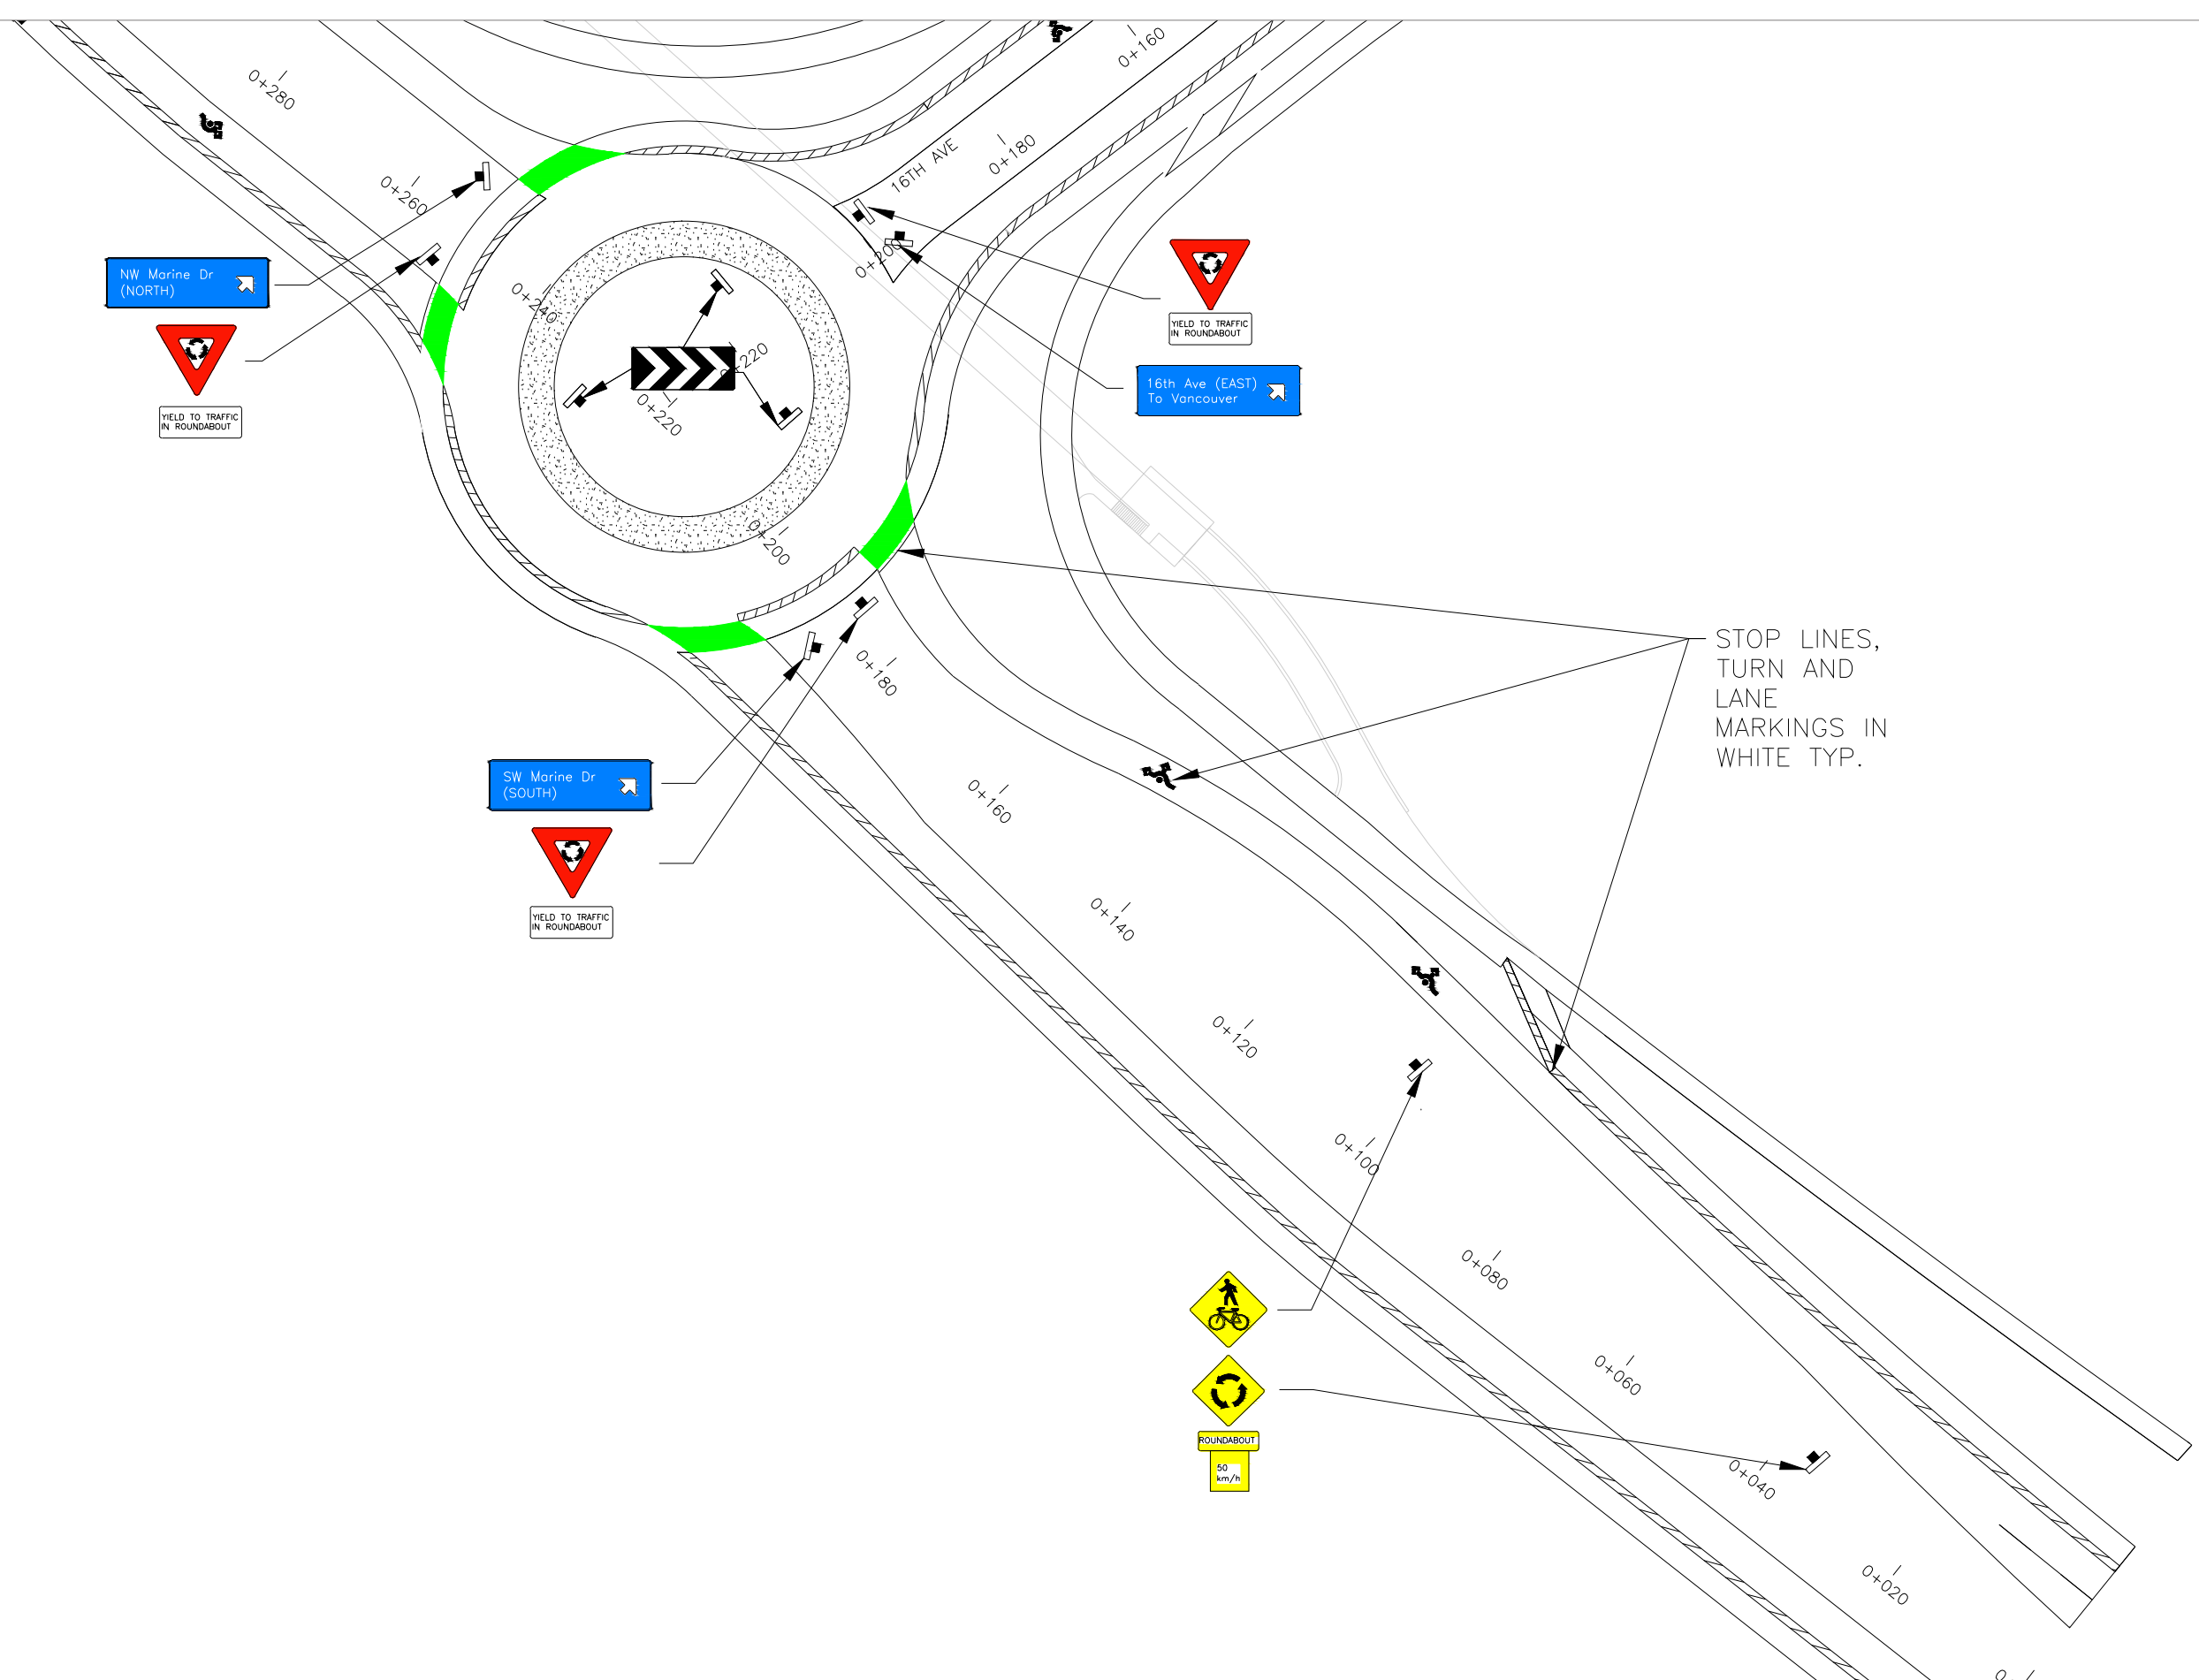 0+160
0+280
0+180
16TH AVE
0+260
0+200
NW Marine Dr
(NORTH)
YIELD TO TRAFFIC
IN ROUNDABOUT
0+240
0+220
0+220
YIELD TO TRAFFIC
IN ROUNDABOUT
16th Ave (EAST)
To Vancouver
0+200
STOP LINES,
TURN AND
LANE
MARKINGS IN
WHITE TYP.
0+180
SW Marine Dr
(SOUTH)
0+160
YIELD TO TRAFFIC
IN ROUNDABOUT
0+140
0+120
0+100
0+080
0+060
ROUNDABOUT
50
km/h
0+040
0+020